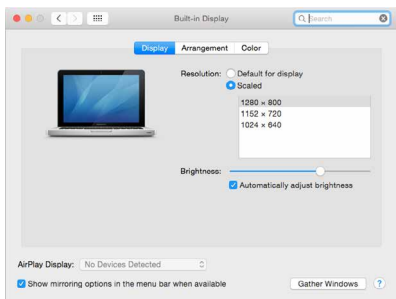 Built-in Display
Search
Display Arrangement Color
Resolution: Default for display
Scaled
1280 × 800
1152 × 720
1024 × 640
Brightness:
Automatically adjust brightness
AirPlay Display: No Devices Detected
Show mirroring options in the menu bar when available
Gather Windows ?